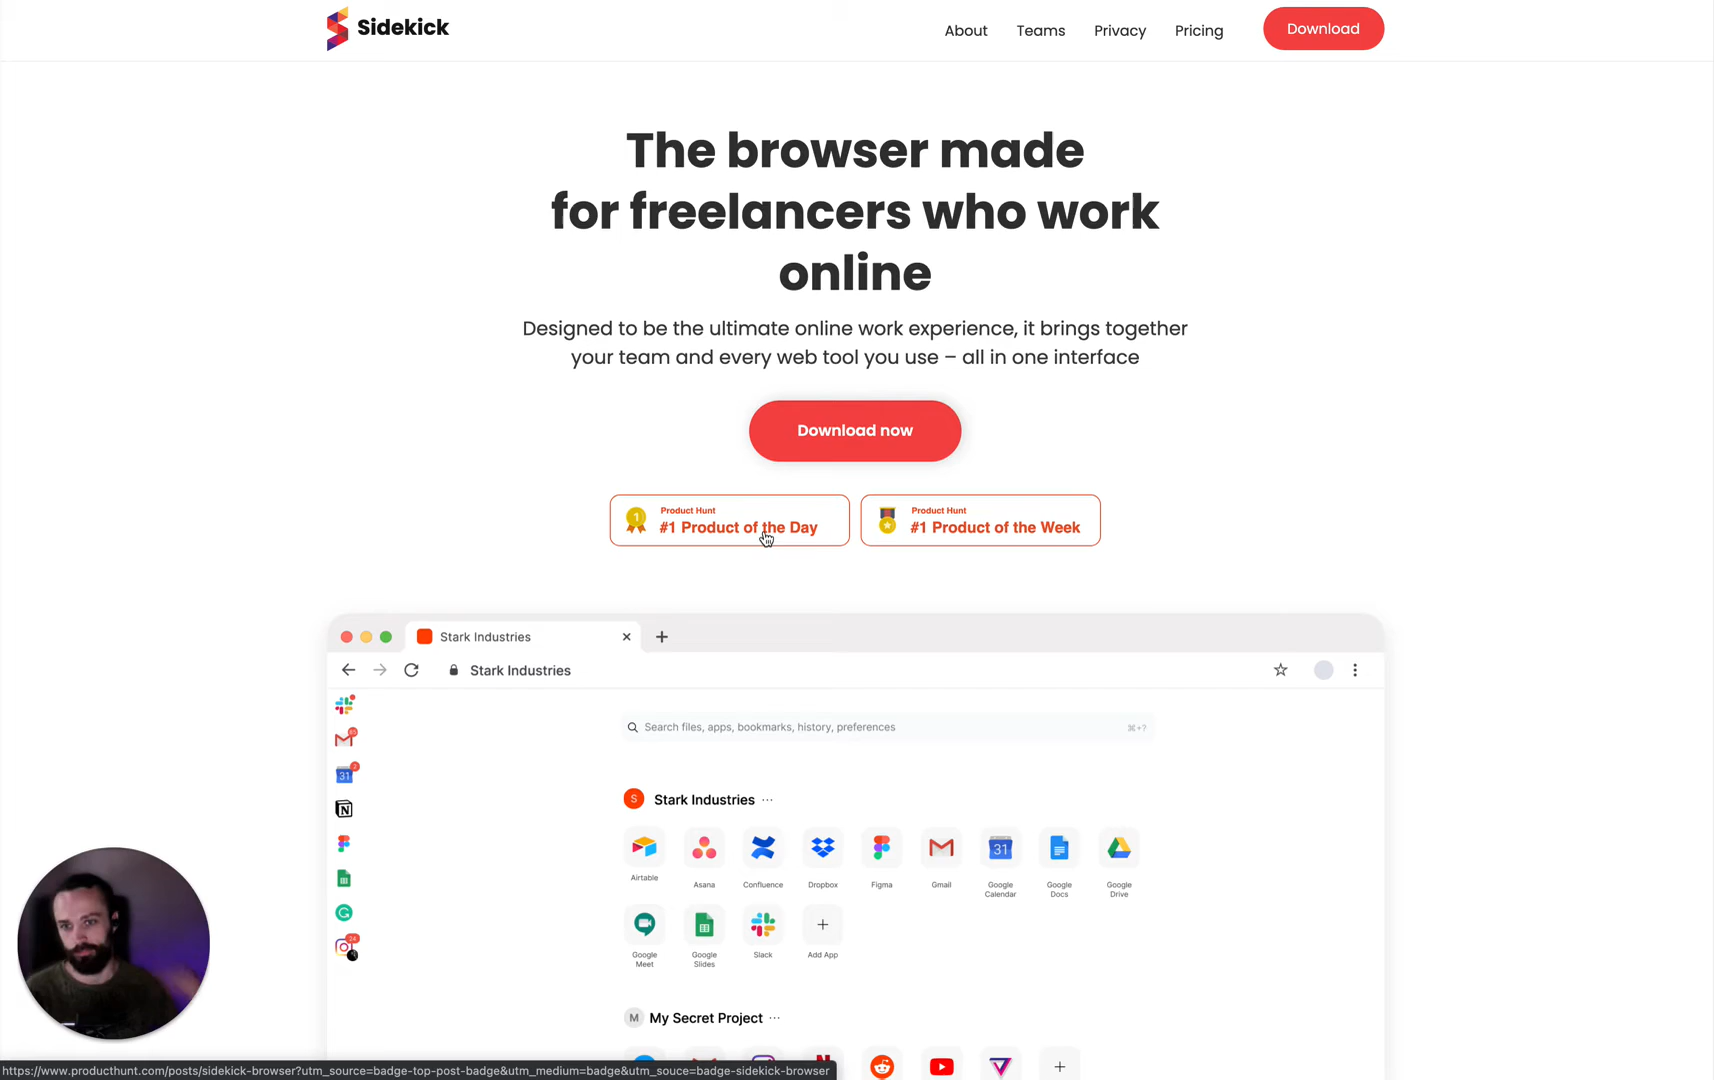 Sidekick
About
Teams
Privacy
Pricing
Download
The browser made
for freelancers who work
online
Designed to be the ultimate online work experience, it brings together
your team and every web tool you use – all in one interface
Download now
Product Hunt
#1 Product of the Day
Product Hunt
#1 Product of the Week
Stark Industries
Stark Industries
Search files, apps, bookmarks, history, preferences
⌘+?
S
Stark Industries
Airtable
Asana
Confluence
Dropbox
Figma
Gmail
31
Google
Calendar
Google
Docs
Google
Drive
Google
Meet
Google
Slides
Slack
Add App
M
My Secret Project
31
2
24
https://www.producthunt.com/posts/sidekick-browser?utm_source=badge-top-post-badge&utm_medium=badge&utm_souce=badge-sidekick-browser